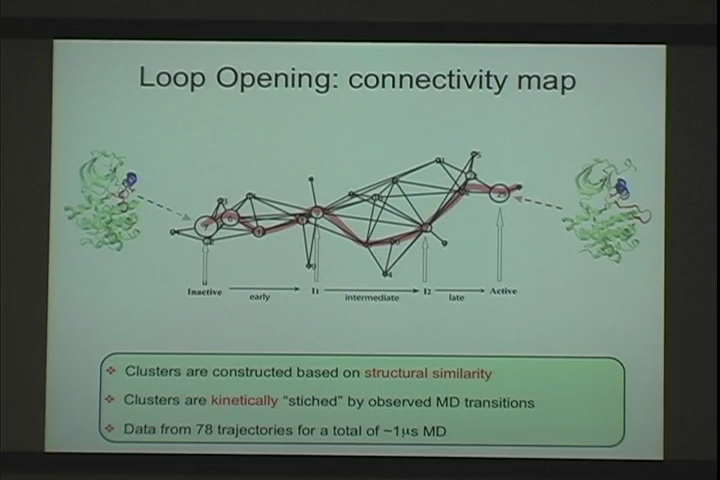 Loop Opening: connectivity map
Inactive
early
I1
intermediate
I2
late
Active
Clusters are constructed based on structural similarity
Clusters are kinetically "stiched" by observed MD transitions
Data from 78 trajectories for a total of ~1µs MD